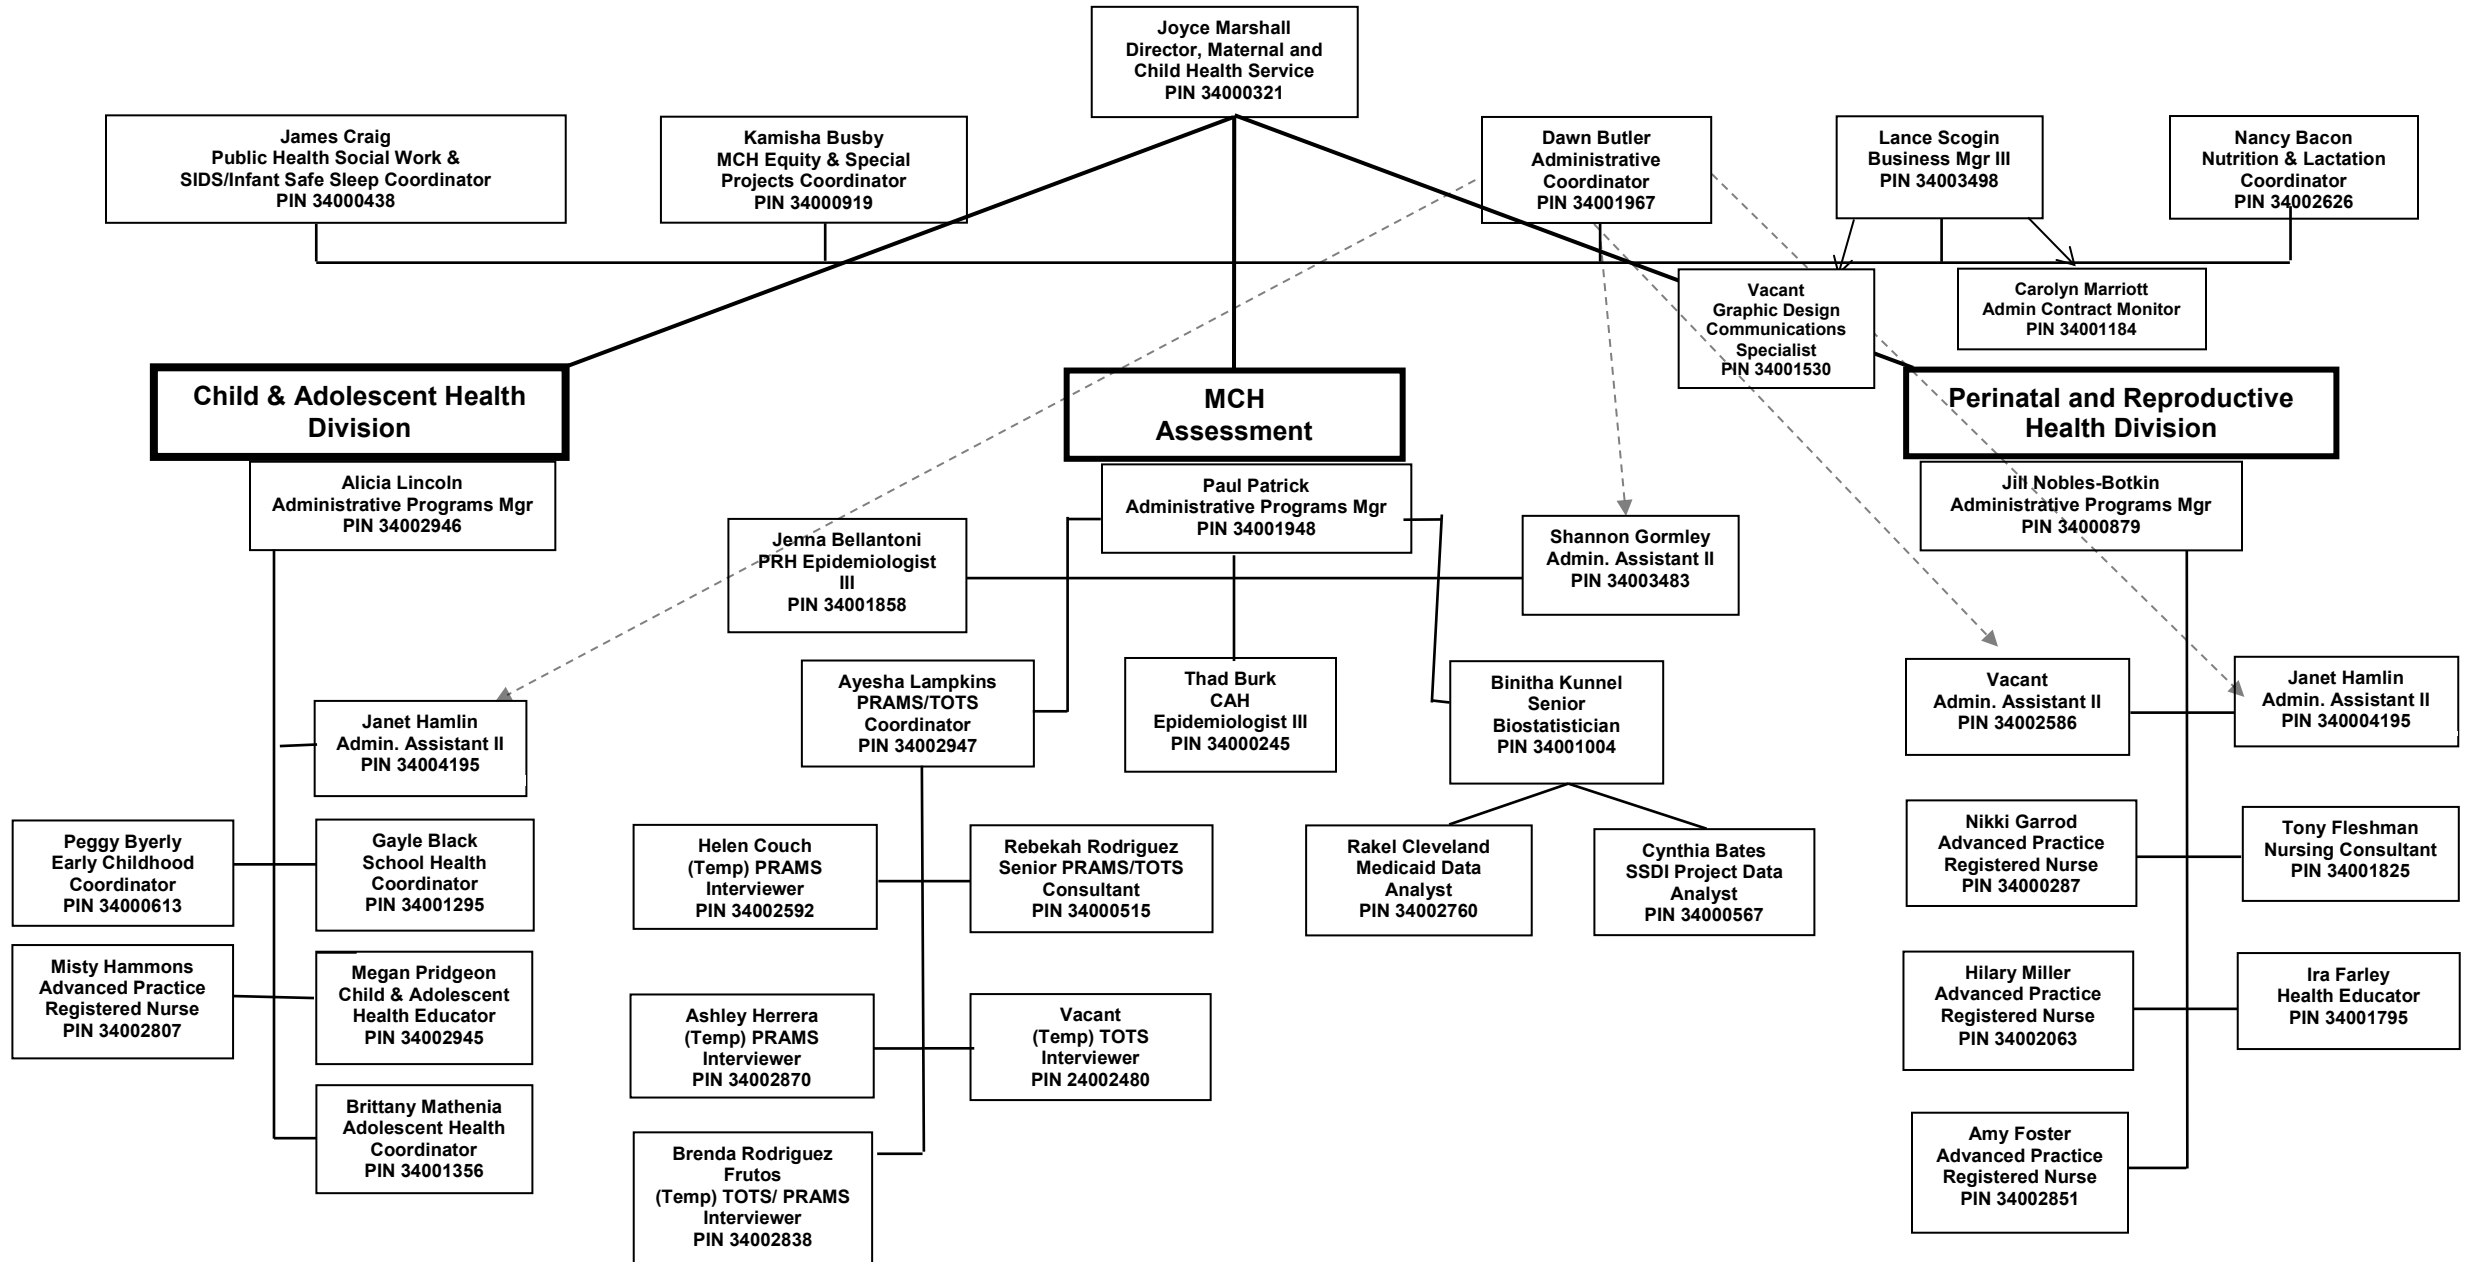 Joyce Marshall
Director, Maternal and
Child Health Service
PIN 34000321
James Craig
Public Health Social Work &
SIDS/Infant Safe Sleep Coordinator
PIN 34000438
Kamisha Busby
MCH Equity & Special
Projects Coordinator
PIN 34000919
Dawn Butler
Administrative
Coordinator
PIN 34001967
Lance Scogin
Business Mgr III
PIN 34003498
Nancy Bacon
Nutrition & Lactation
Coordinator
PIN 34002626
Vacant
Graphic Design
Communications
Specialist
PIN 34001530
Carolyn Marriott
Admin Contract Monitor
PIN 34001184
Child & Adolescent Health
Division
MCH
Assessment
Perinatal and Reproductive
Health Division
Alicia Lincoln
Administrative Programs Mgr
PIN 34002946
Paul Patrick
Administrative Programs Mgr
PIN 34001948
Jill Nobles-Botkin
Administrative Programs Mgr
PIN 34000879
Jenna Bellantoni
PRH Epidemiologist
III
PIN 34001858
Shannon Gormley
Admin. Assistant II
PIN 34003483
Janet Hamlin
Admin. Assistant II
PIN 34004195
Ayesha Lampkins
PRAMS/TOTS
Coordinator
PIN 34002947
Thad Burk
CAH
Epidemiologist III
PIN 34000245
Binitha Kunnel
Senior
Biostatistician
PIN 34001004
Vacant
Admin. Assistant II
PIN 34002586
Janet Hamlin
Admin. Assistant II
PIN 340004195
Peggy Byerly
Early Childhood
Coordinator
PIN 34000613
Gayle Black
School Health
Coordinator
PIN 34001295
Helen Couch
(Temp) PRAMS
Interviewer
PIN 34002592
Rebekah Rodriguez
Senior PRAMS/TOTS
Consultant
PIN 34000515
Rakel Cleveland
Medicaid Data
Analyst
PIN 34002760
Cynthia Bates
SSDI Project Data
Analyst
PIN 34000567
Nikki Garrod
Advanced Practice
Registered Nurse
PIN 34000287
Tony Fleshman
Nursing Consultant
PIN 34001825
Misty Hammons
Advanced Practice
Registered Nurse
PIN 34002807
Megan Pridgeon
Child & Adolescent
Health Educator
PIN 34002945
Ashley Herrera
(Temp) PRAMS
Interviewer
PIN 34002870
Vacant
(Temp) TOTS
Interviewer
PIN 24002480
Hilary Miller
Advanced Practice
Registered Nurse
PIN 34002063
Ira Farley
Health Educator
PIN 34001795
Brittany Mathenia
Adolescent Health
Coordinator
PIN 34001356
Brenda Rodriguez
Frutos
(Temp) TOTS/ PRAMS
Interviewer
PIN 34002838
Amy Foster
Advanced Practice
Registered Nurse
PIN 34002851